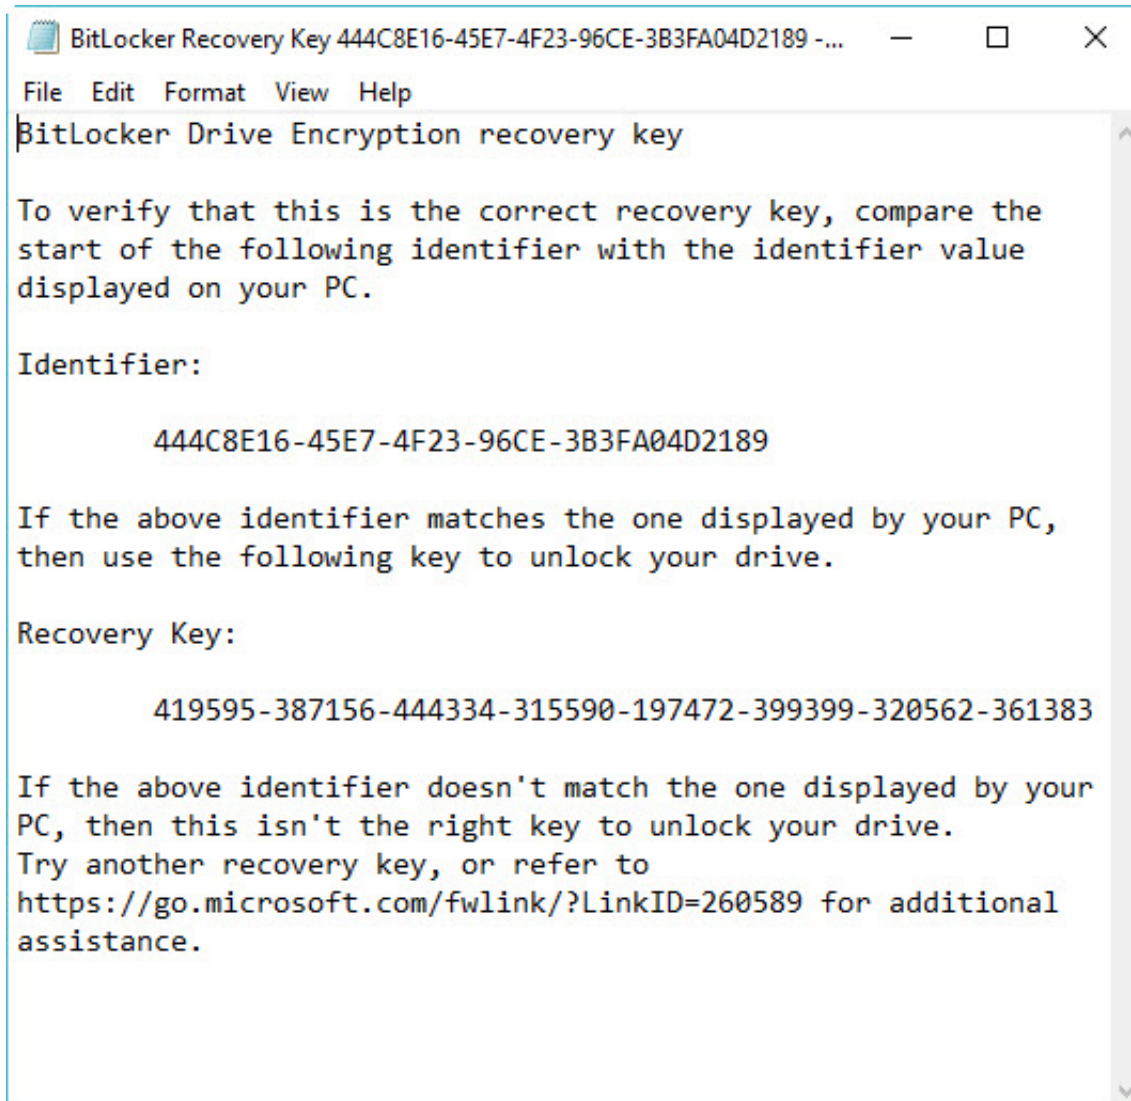 BitLocker Recovery Key 444C8E16-45E7-4F23-96CE-3B3FA04D2189 -...
File Edit Format View Help
BitLocker Drive Encryption recovery key
To verify that this is the correct recovery key, compare the
start of the following identifier with the identifier value
displayed on your PC.
Identifier:
444C8E16-45E7-4F23-96CE-3B3FA04D2189
If the above identifier matches the one displayed by your PC,
then use the following key to unlock your drive.
Recovery Key:
419595-387156-444334-315590-197472-399399-320562-361383
If the above identifier doesn't match the one displayed by your
PC, then this isn't the right key to unlock your drive.
Try another recovery key, or refer to
https://go.microsoft.com/fwlink/?LinkID=260589 for additional
assistance.